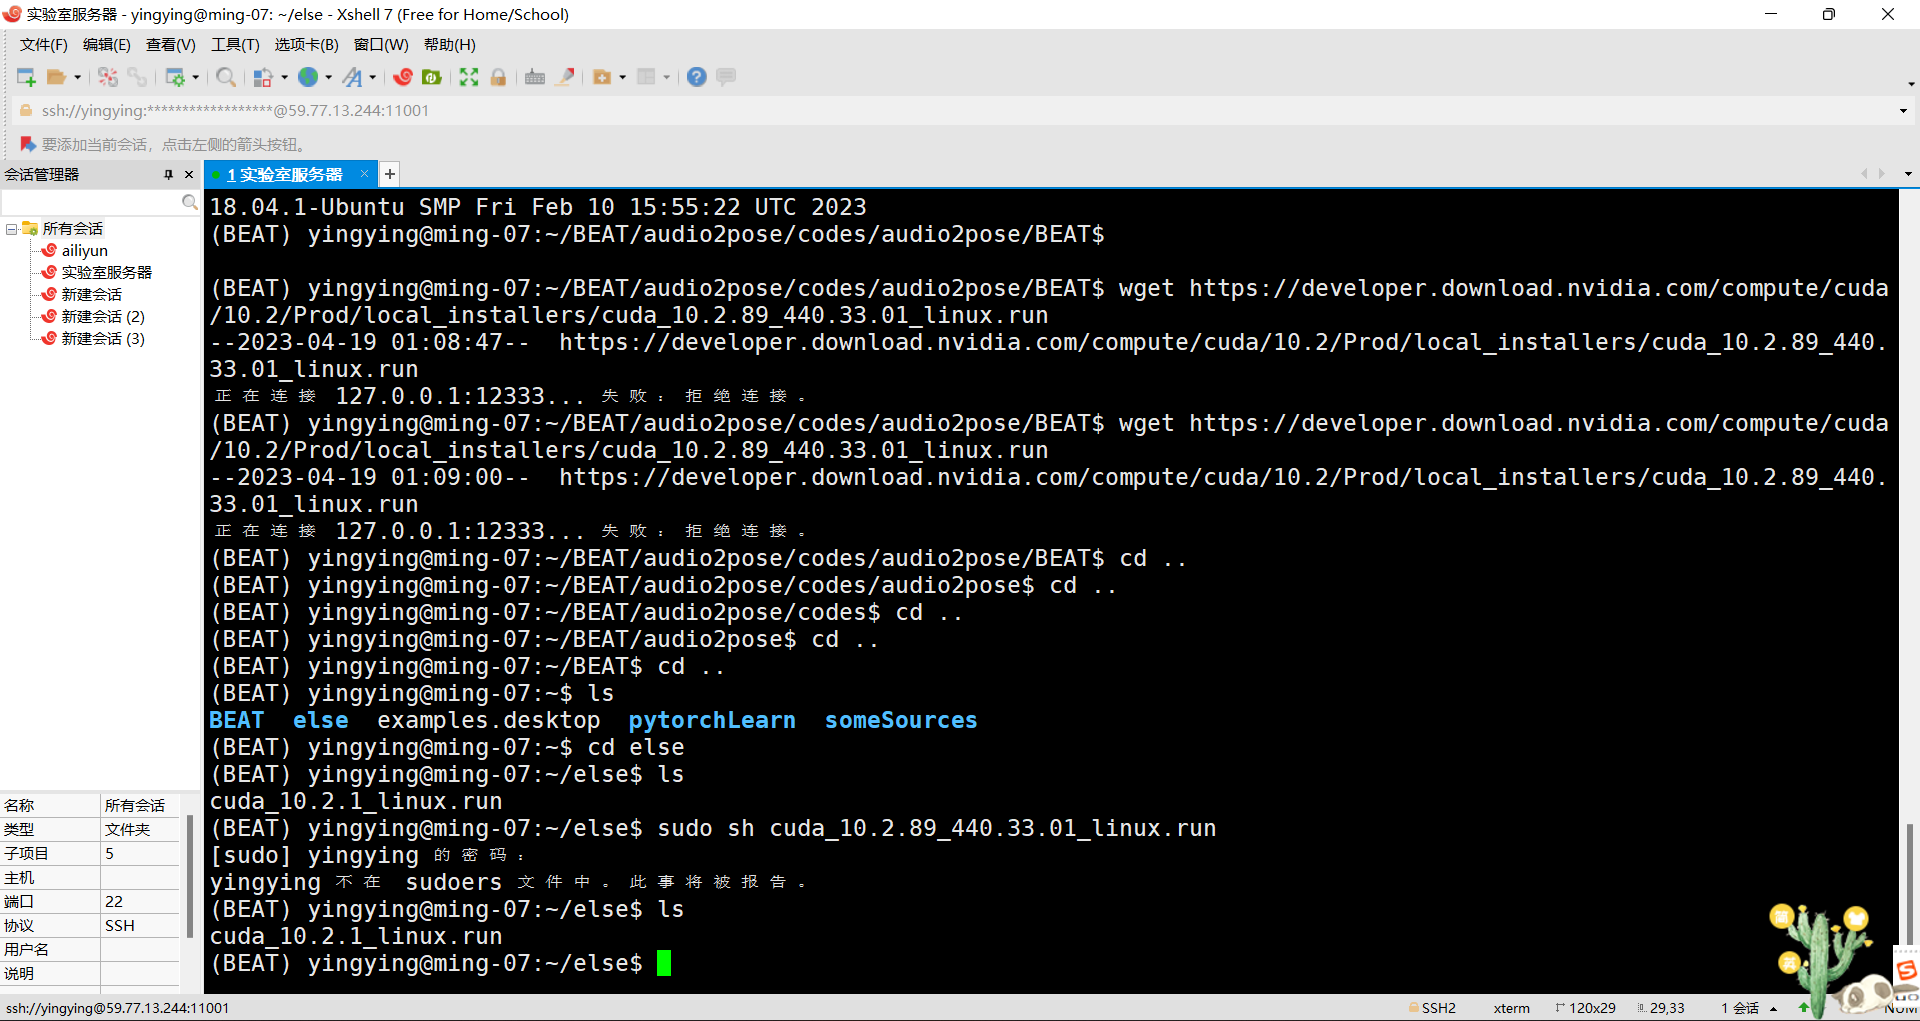 实验室服务器 - yingying@ming-07: ~/else - Xshell 7 (Free for Home/School)
文件(F) 编辑(E) 查看(V) 工具(T) 选项卡(B) 窗口(W) 帮助(H)
ssh://yingying:******************@59.77.13.244:11001
要添加当前会话，点击左侧的箭头按钮。
会话管理器
1 实验室服务器
所有会话
ailiyun
实验室服务器
新建会话
新建会话 (2)
新建会话 (3)
名称 所有会话
类型 文件夹
子项目 5
主机
端口 22
协议 SSH
用户名
说明
18.04.1-Ubuntu SMP Fri Feb 10 15:55:22 UTC 2023
(BEAT) yingying@ming-07:~/BEAT/audio2pose/codes/audio2pose/BEAT$
(BEAT) yingying@ming-07:~/BEAT/audio2pose/codes/audio2pose/BEAT$ wget https://developer.download.nvidia.com/compute/cuda
/10.2/Prod/local_installers/cuda_10.2.89_440.33.01_linux.run
--2023-04-19 01:08:47--  https://developer.download.nvidia.com/compute/cuda/10.2/Prod/local_installers/cuda_10.2.89_440.
33.01_linux.run
正在连接 127.0.0.1:12333... 失败：拒绝连接。
(BEAT) yingying@ming-07:~/BEAT/audio2pose/codes/audio2pose/BEAT$ wget https://developer.download.nvidia.com/compute/cuda
/10.2/Prod/local_installers/cuda_10.2.89_440.33.01_linux.run
--2023-04-19 01:09:00--  https://developer.download.nvidia.com/compute/cuda/10.2/Prod/local_installers/cuda_10.2.89_440.
33.01_linux.run
正在连接 127.0.0.1:12333... 失败：拒绝连接。
(BEAT) yingying@ming-07:~/BEAT/audio2pose/codes/audio2pose/BEAT$ cd ..
(BEAT) yingying@ming-07:~/BEAT/audio2pose/codes/audio2pose$ cd ..
(BEAT) yingying@ming-07:~/BEAT/audio2pose/codes$ cd ..
(BEAT) yingying@ming-07:~/BEAT/audio2pose$ cd ..
(BEAT) yingying@ming-07:~/BEAT$ cd ..
(BEAT) yingying@ming-07:~$ ls
BEAT  else  examples.desktop  pytorchLearn  someSources
(BEAT) yingying@ming-07:~$ cd else
(BEAT) yingying@ming-07:~/else$ ls
cuda_10.2.1_linux.run
(BEAT) yingying@ming-07:~/else$ sudo sh cuda_10.2.89_440.33.01_linux.run
[sudo] yingying 的密码：
yingying 不在 sudoers 文件中。此事将被报告。
(BEAT) yingying@ming-07:~/else$ ls
cuda_10.2.1_linux.run
(BEAT) yingying@ming-07:~/else$
简
英
ssh://yingying@59.77.13.244:11001 SSH2 xterm 120x29 29,33 1 会话 NUM